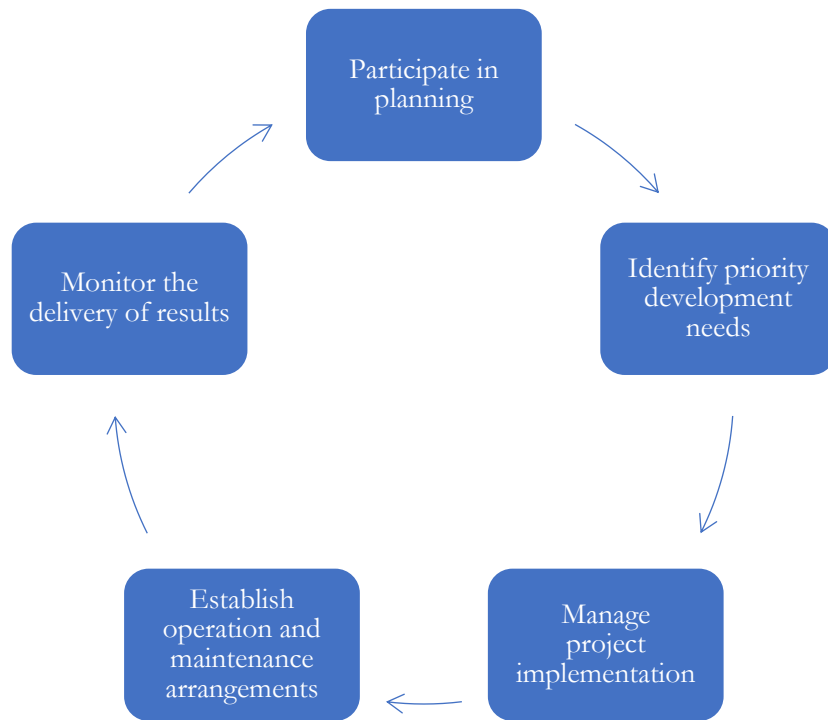 Participate in
planning
Identify priority
development
needs
Manage
project
implementation
Establish
operation and
maintenance
arrangements
Monitor the
delivery of results